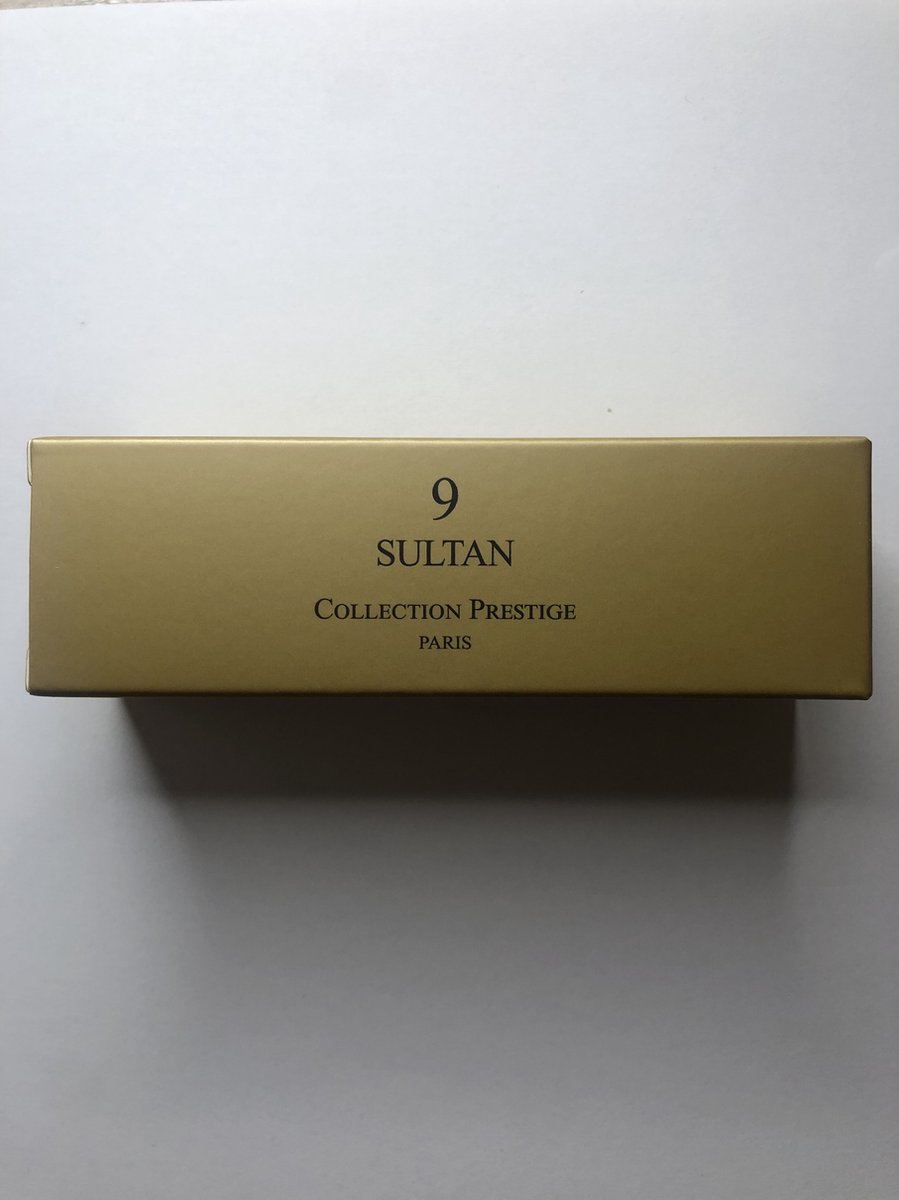 9
SULTAN
COLLECTION PRESTIGE
PARIS